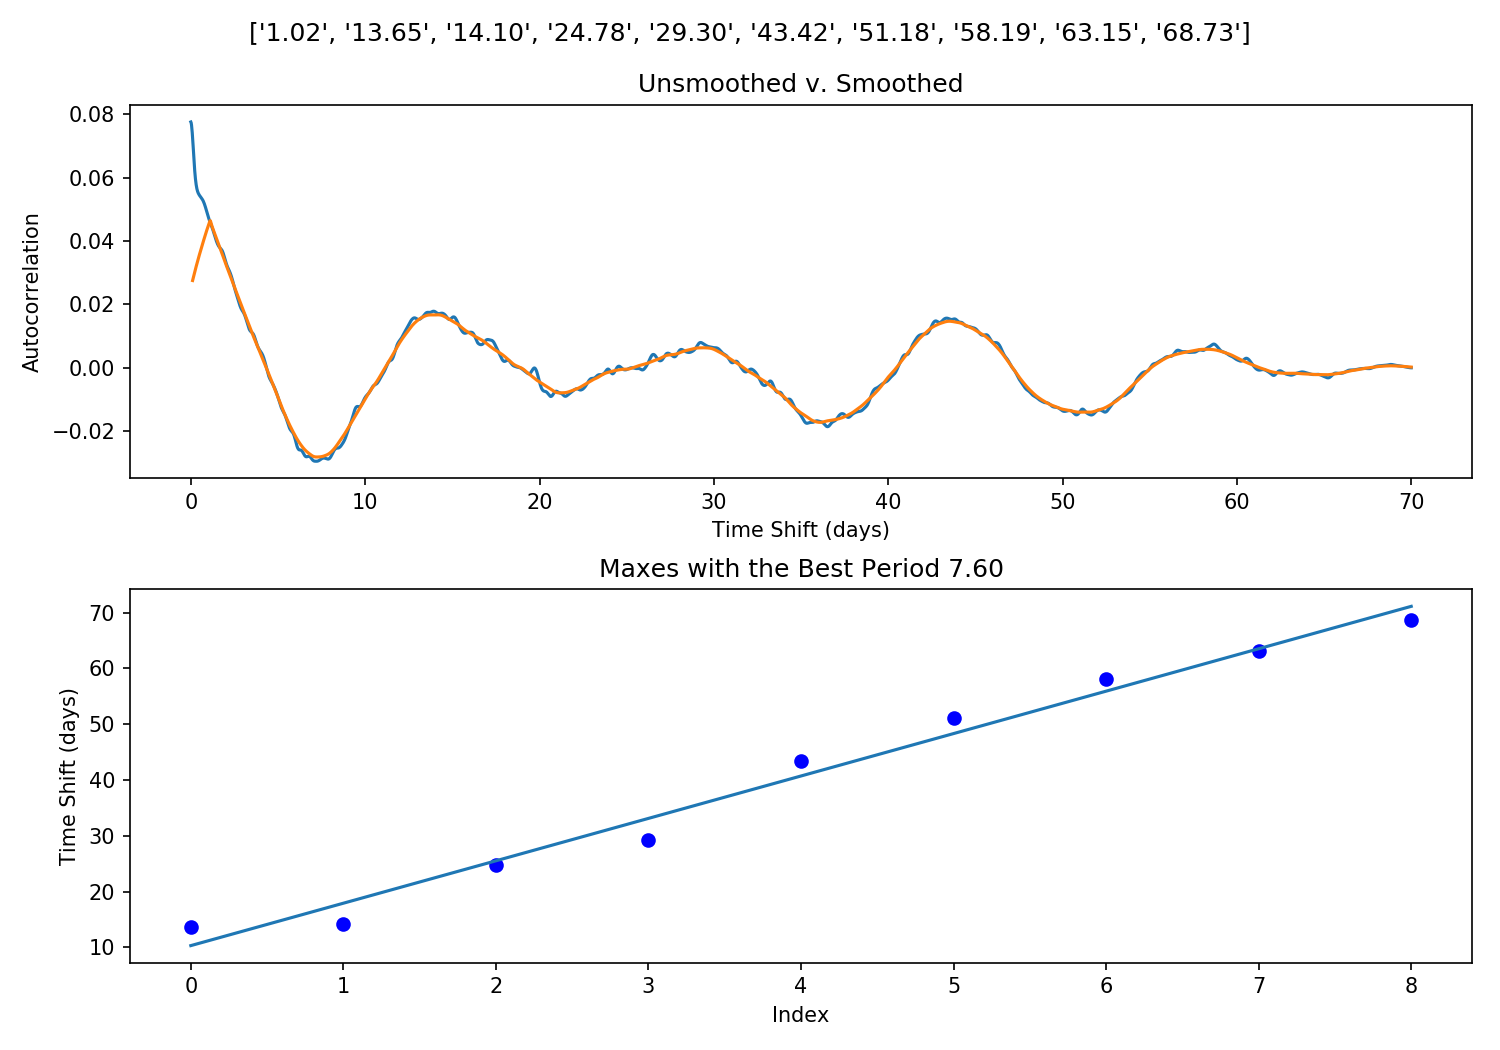 ['1.02', '13.65', '14.10', '24.78', '29.30', '43.42', '51.18', '58.19', '63.15', '68.73']
Unsmoothed v. Smoothed
0.08
0.06
0.04
0.02
0.00
−0.02
Autocorrelation
0 10 20 30 40 50 60 70
Time Shift (days)
Maxes with the Best Period 7.60
70
60
50
40
30
20
10
Time Shift (days)
0 1 2 3 4 5 6 7 8
Index